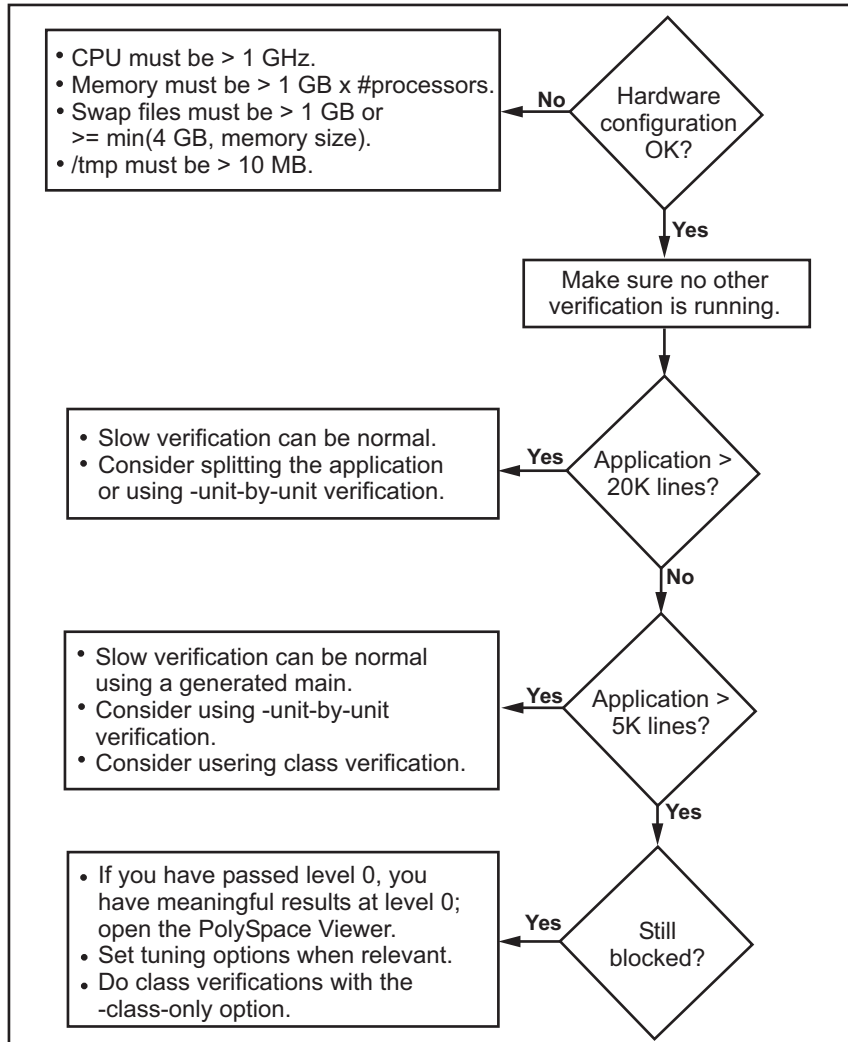 • CPU must be > 1 GHz.
• Memory must be > 1 GB x #processors.
• Swap files must be > 1 GB or
>= min(4 GB, memory size).
• /tmp must be > 10 MB.
No
Hardware
configuration
OK?
Yes
Make sure no other
verification is running.
• Slow verification can be normal.
• Consider splitting the application
or using -unit-by-unit verification.
Yes
Application >
20K lines?
No
• Slow verification can be normal
using a generated main.
• Consider using -unit-by-unit
verification.
• Consider usering class verification.
Yes
Application >
5K lines?
Yes
• If you have passed level 0, you
have meaningful results at level 0;
open the PolySpace Viewer.
• Set tuning options when relevant.
• Do class verifications with the
-class-only option.
Yes
Still
blocked?